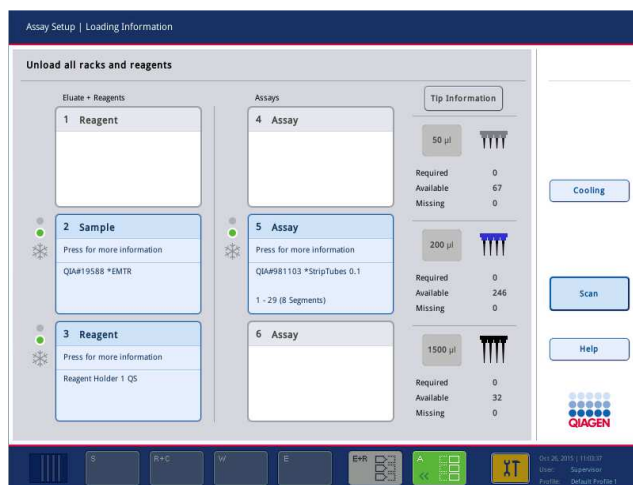 Assay Setup | Loading Information
Unload all racks and reagents
Eluate + Reagents
Assays
Tip Information
1 Reagent
4 Assay
50 µl
Required 0
Available 67
Missing 0
Cooling
2 Sample
Press for more information
QIA#19588 *EMTR
5 Assay
Press for more information
QIA#981103 *StripTubes 0.1
1 - 29 (8 Segments)
200 µl
Required 0
Available 246
Missing 0
Scan
3 Reagent
Press for more information
Reagent Holder 1 QS
6 Assay
1500 µl
Required 0
Available 32
Missing 0
Help
QIAGEN
S
R+C
W
E
E+R
A
Oct 26, 2015 | 11:03:37
User: Supervisor
Profile: Default Profile 1